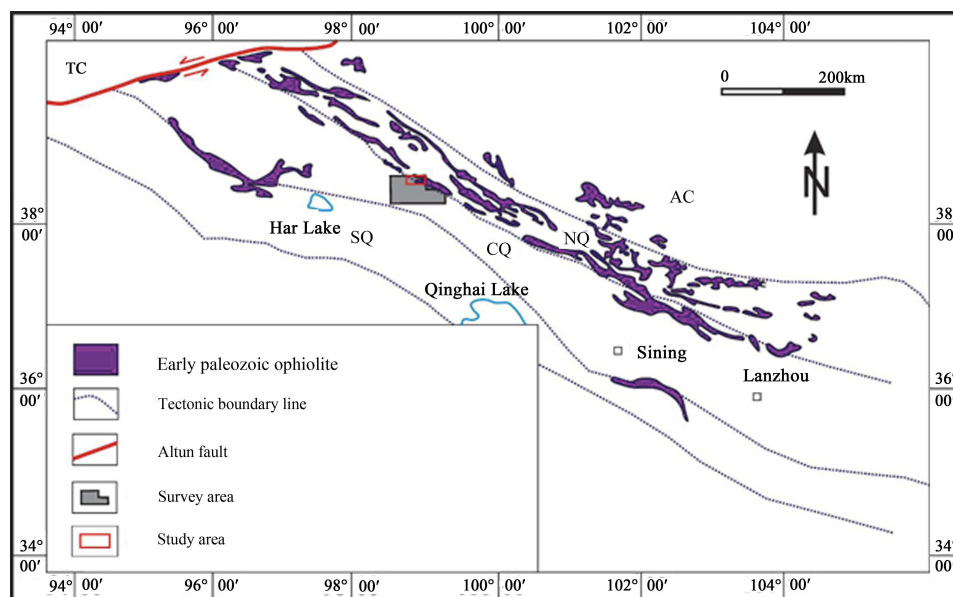 94° 00′ 96° 00′ 98° 00′ 100° 00′ 102° 00′ 104° 00′
TC
0 200km
N
AC
38°
00′
38°
00′
Har Lake
SQ
CQ
NQ
Qinghai Lake
Sining
Lanzhou
36°
00′
36°
00′
Early paleozoic ophiolite
Tectonic boundary line
Altun fault
Survey area
Study area
34°
00′
34°
00′
94° 00′ 96° 00′ 98° 00′ 100° 00′ 102° 00′ 104° 00′